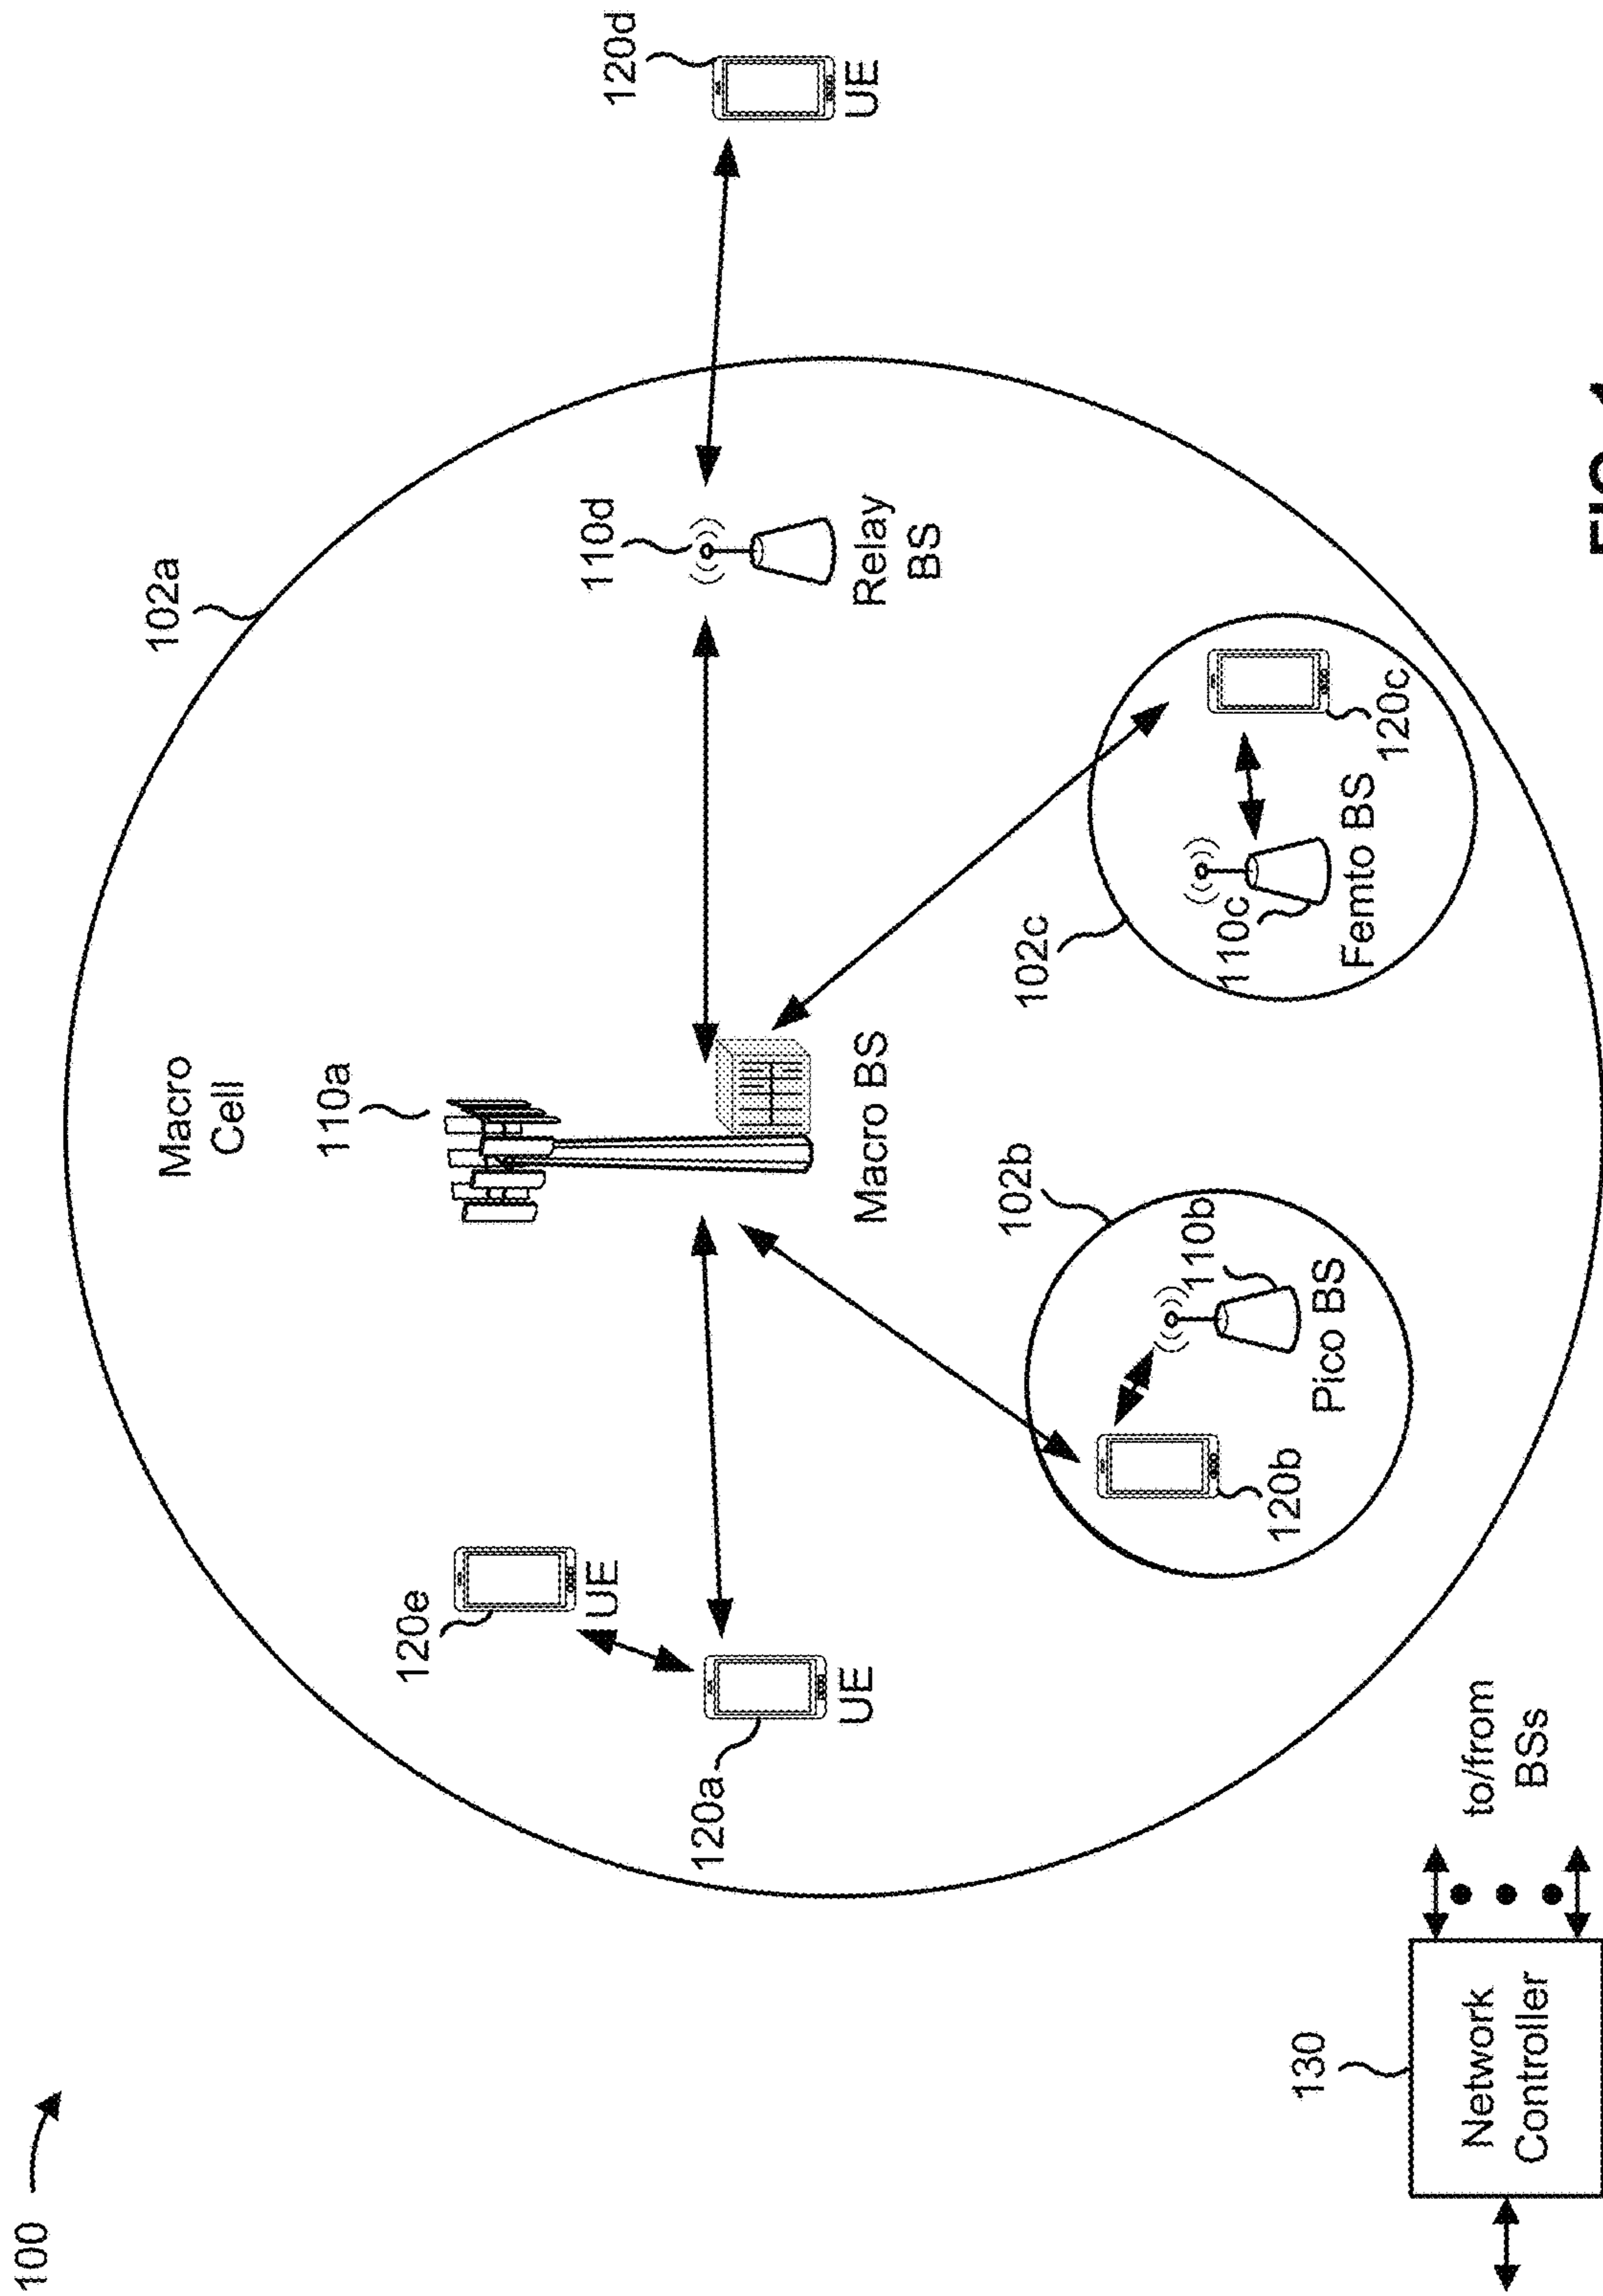 100
Macro
Cell
102a
110a
120e
UE
120a
UE
Macro BS
110d
Relay
BS
120d
UE
102b
110b
Pico BS
120b
102c
110c
Femto BS
120c
130
Network
Controller
to/from
BSs